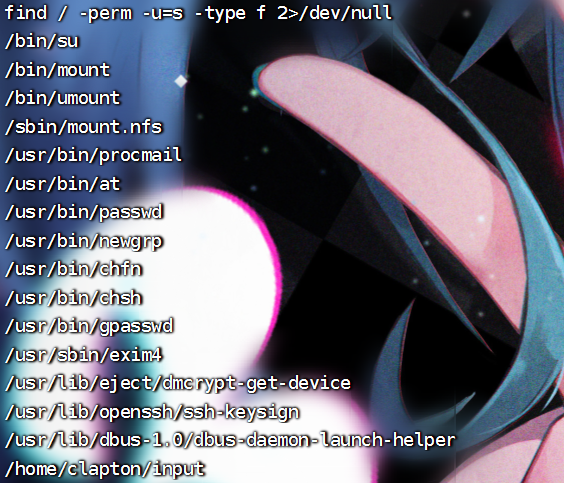 find / -perm -u=s -type f 2>/dev/null
/bin/su
/bin/mount
/bin/umount
/sbin/mount.nfs
/usr/bin/procmail
/usr/bin/at
/usr/bin/passwd
/usr/bin/newgrp
/usr/bin/chfn
/usr/bin/chsh
/usr/bin/gpasswd
/usr/sbin/exim4
/usr/lib/eject/dmcrypt-get-device
/usr/lib/openssh/ssh-keysign
/usr/lib/dbus-1.0/dbus-daemon-launch-helper
/home/clapton/input